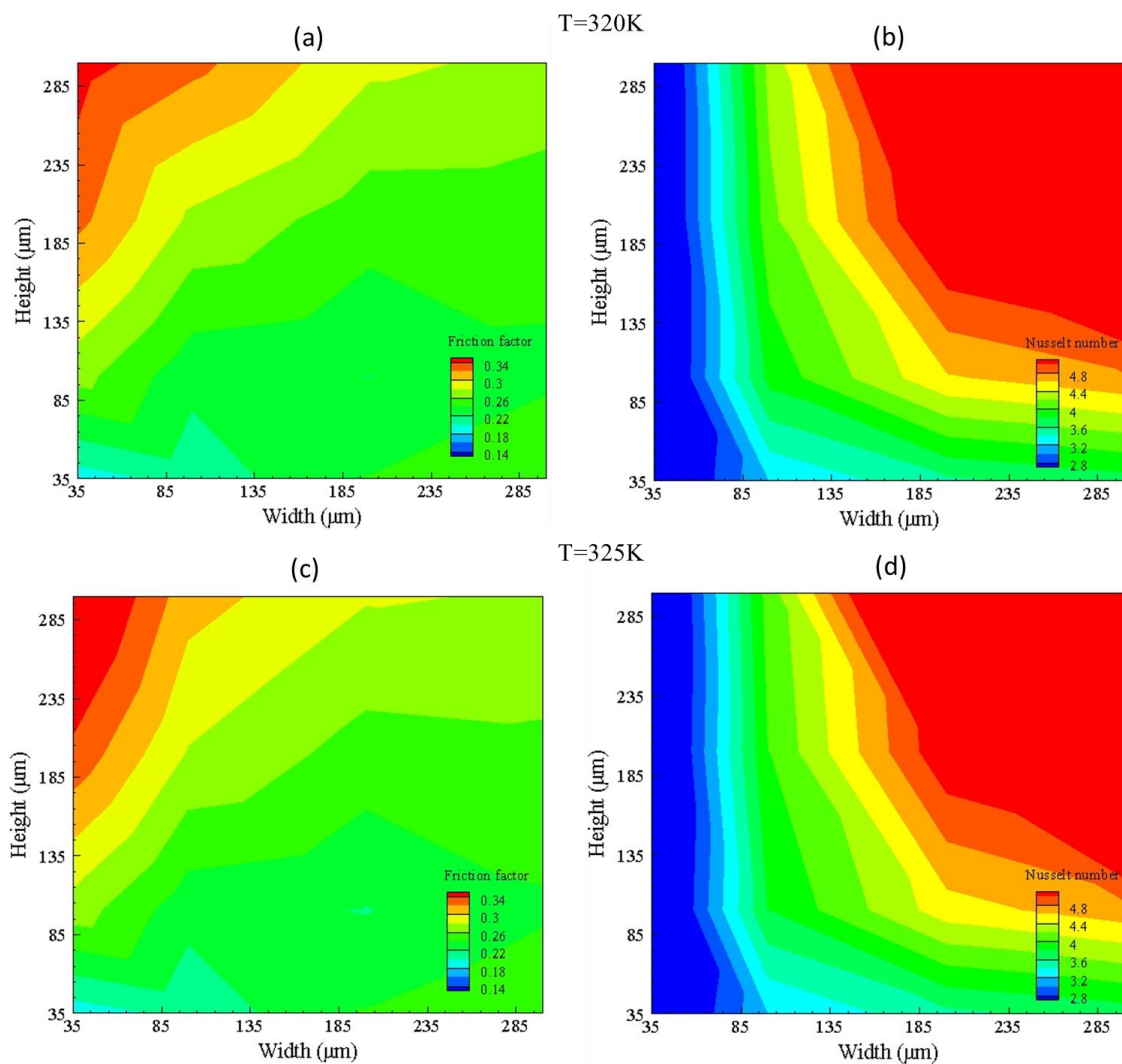 T=320K
(a)
(b)
Height (μm)
285
235
185
135
85
35
Friction factor
0.34
0.3
0.26
0.22
0.18
0.14
35 85 135 185 235 285
Width (μm)
Height (μm)
285
235
185
135
85
35
Nusselt number
4.8
4.4
4
3.6
3.2
2.8
35 85 135 185 235 285
Width (μm)
T=325K
(c)
(d)
Height (μm)
285
235
185
135
85
35
Friction factor
0.34
0.3
0.26
0.22
0.18
0.14
35 85 135 185 235 285
Width (μm)
Height (μm)
285
235
185
135
85
35
Nusselt number
4.8
4.4
4
3.6
3.2
2.8
35 85 135 185 235 285
Width (μm)